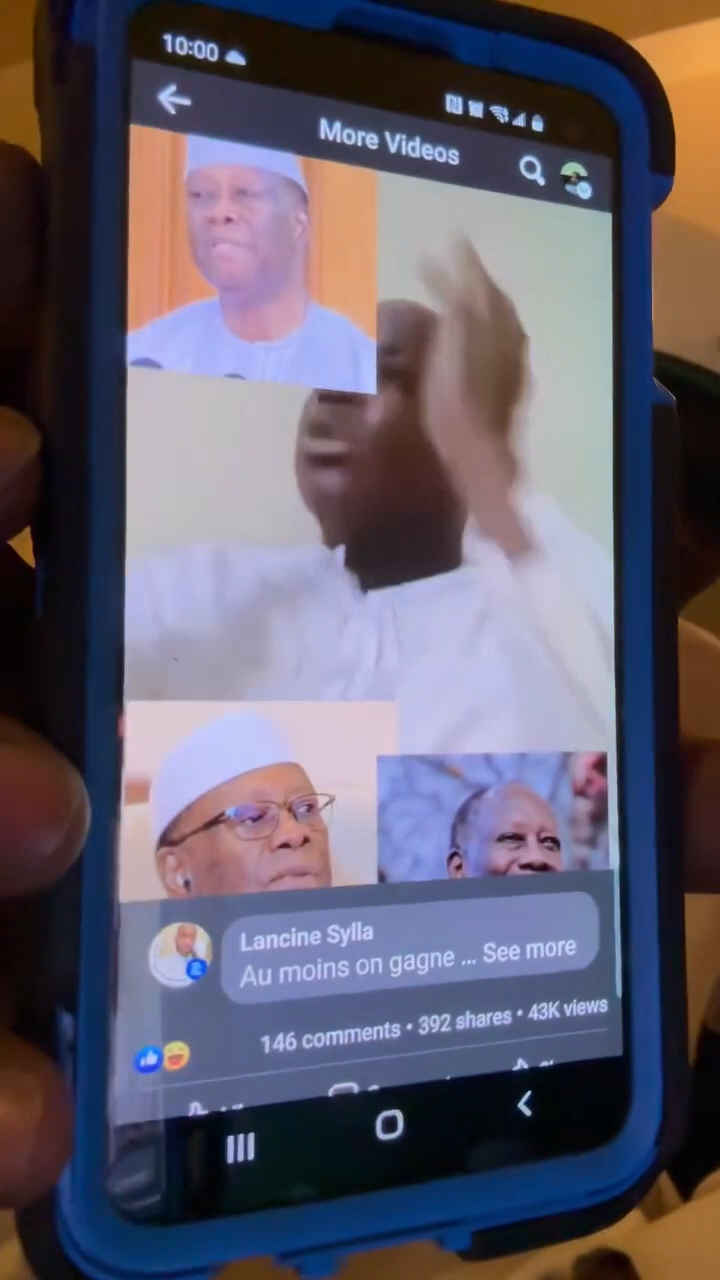 10:00
More Videos
Lancine Sylla
Au moins on gagne ... See more
146 comments • 392 shares • 43K views